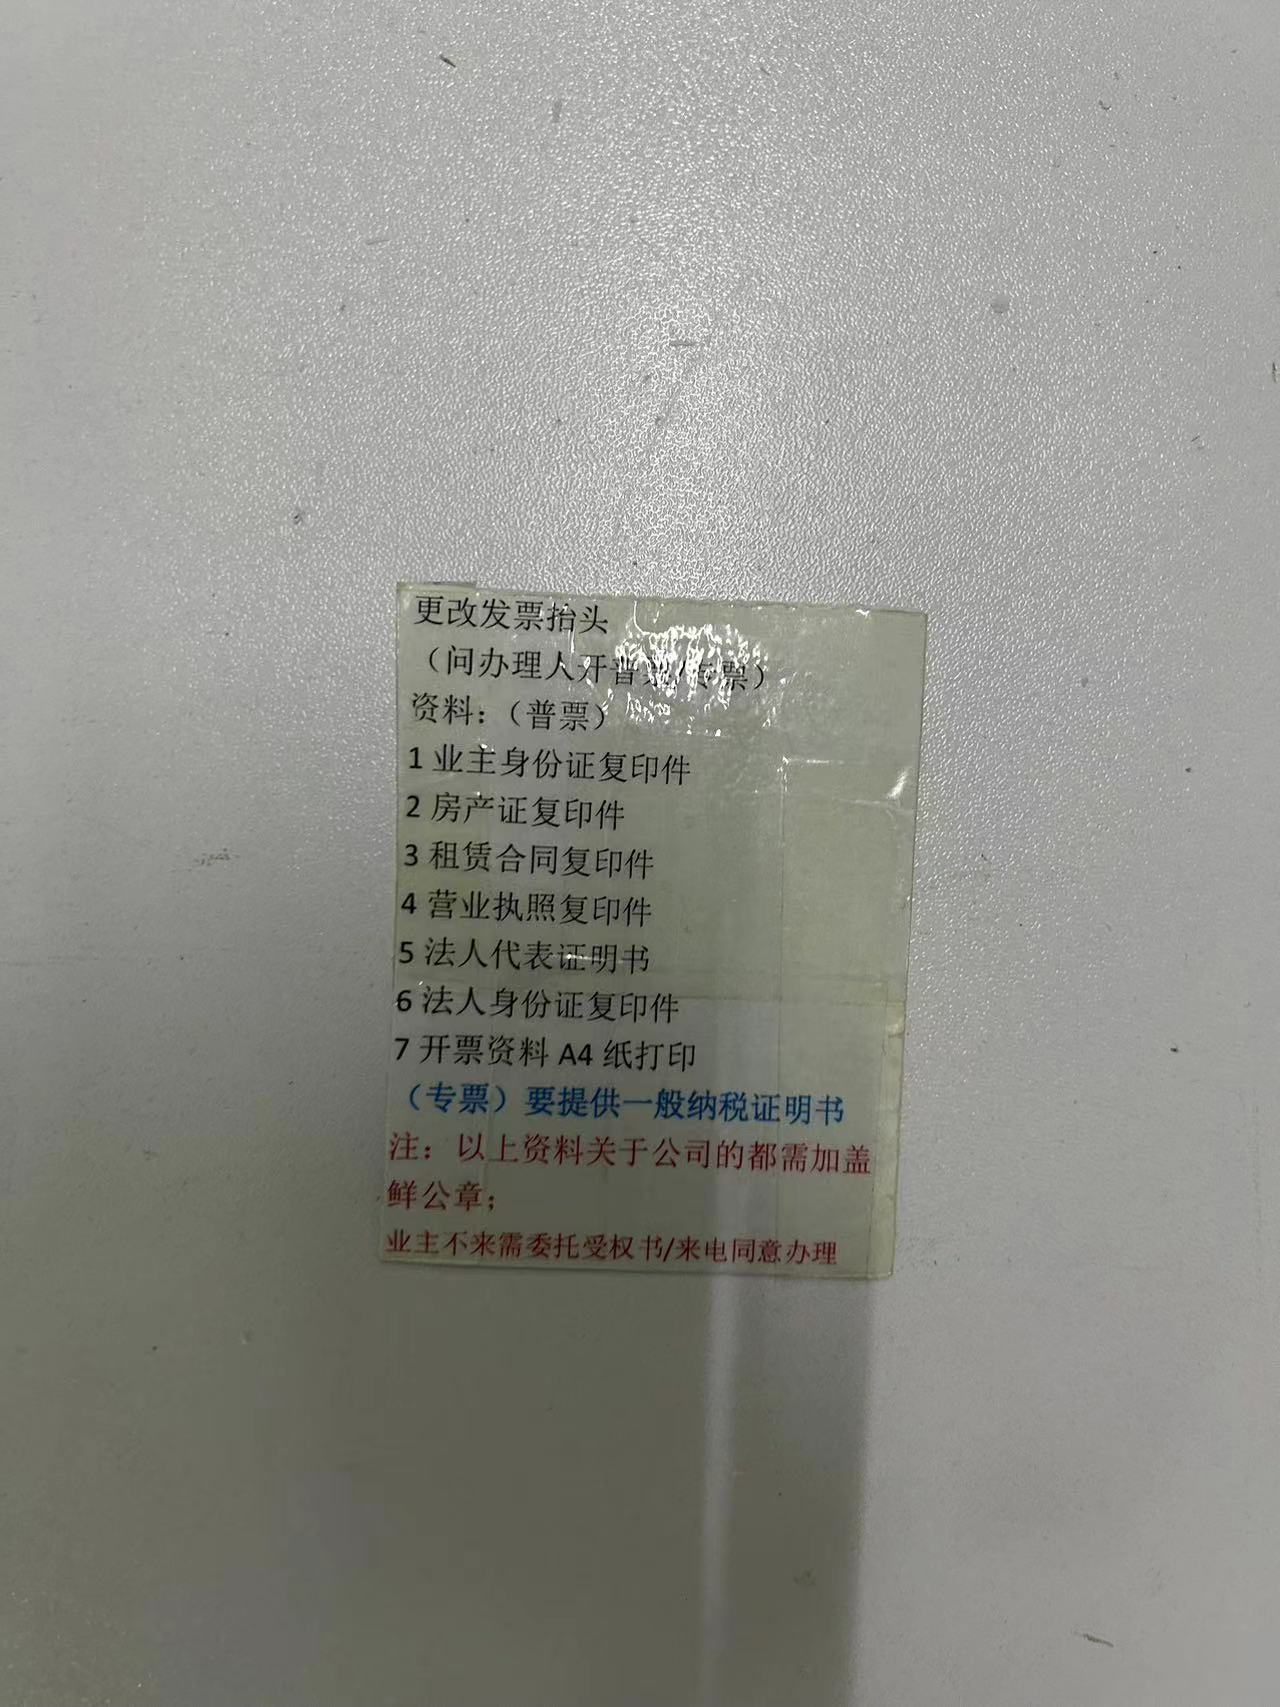 更改发票抬头
（问办理人开普票/专票）
资料：（普票）
1 业主身份证复印件
2 房产证复印件
3 租赁合同复印件
4 营业执照复印件
5 法人代表证明书
6 法人身份证复印件
7 开票资料 A4 纸打印
（专票）要提供一般纳税证明书
注：以上资料关于公司的都需加盖
鲜公章；
业主不来需委托受权书/来电同意办理